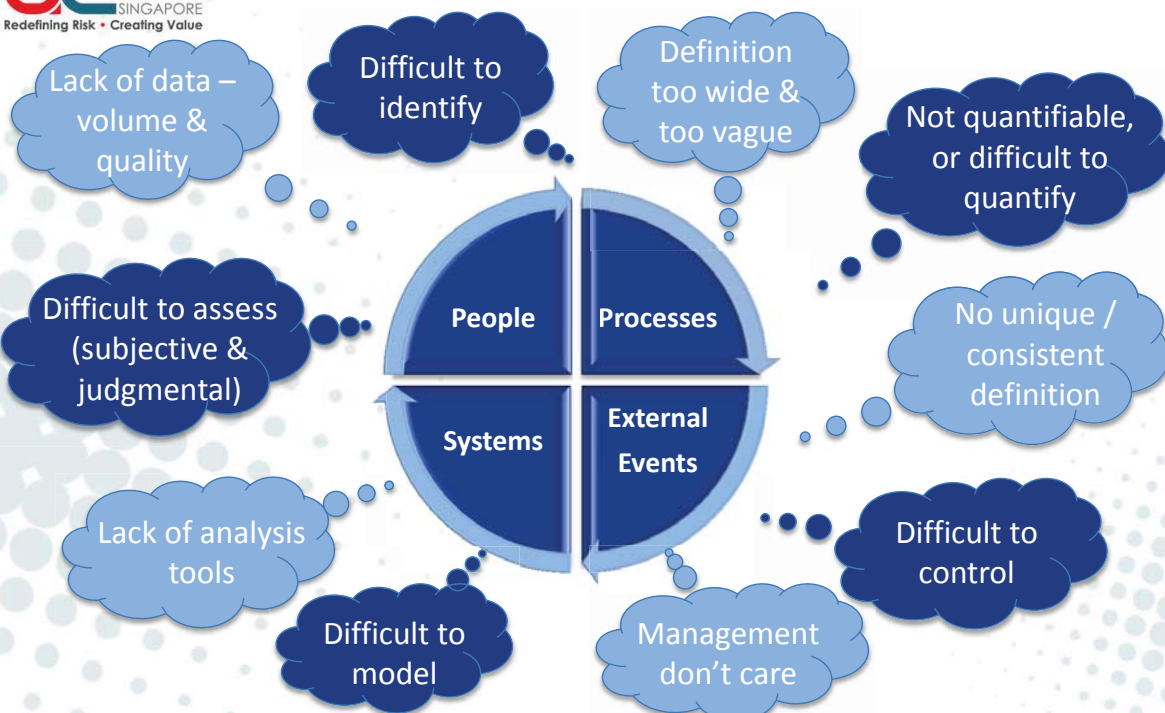 SINGAPORE
Redefining Risk • Creating Value
Lack of data –
volume &
quality
Difficult to
identify
Definition
too wide &
too vague
Not quantifiable,
or difficult to
quantify
Difficult to assess
(subjective &
judgmental)
People
Processes
No unique /
consistent
definition
Systems
External
Events
Lack of analysis
tools
Difficult to
control
Difficult to
model
Management
don’t care